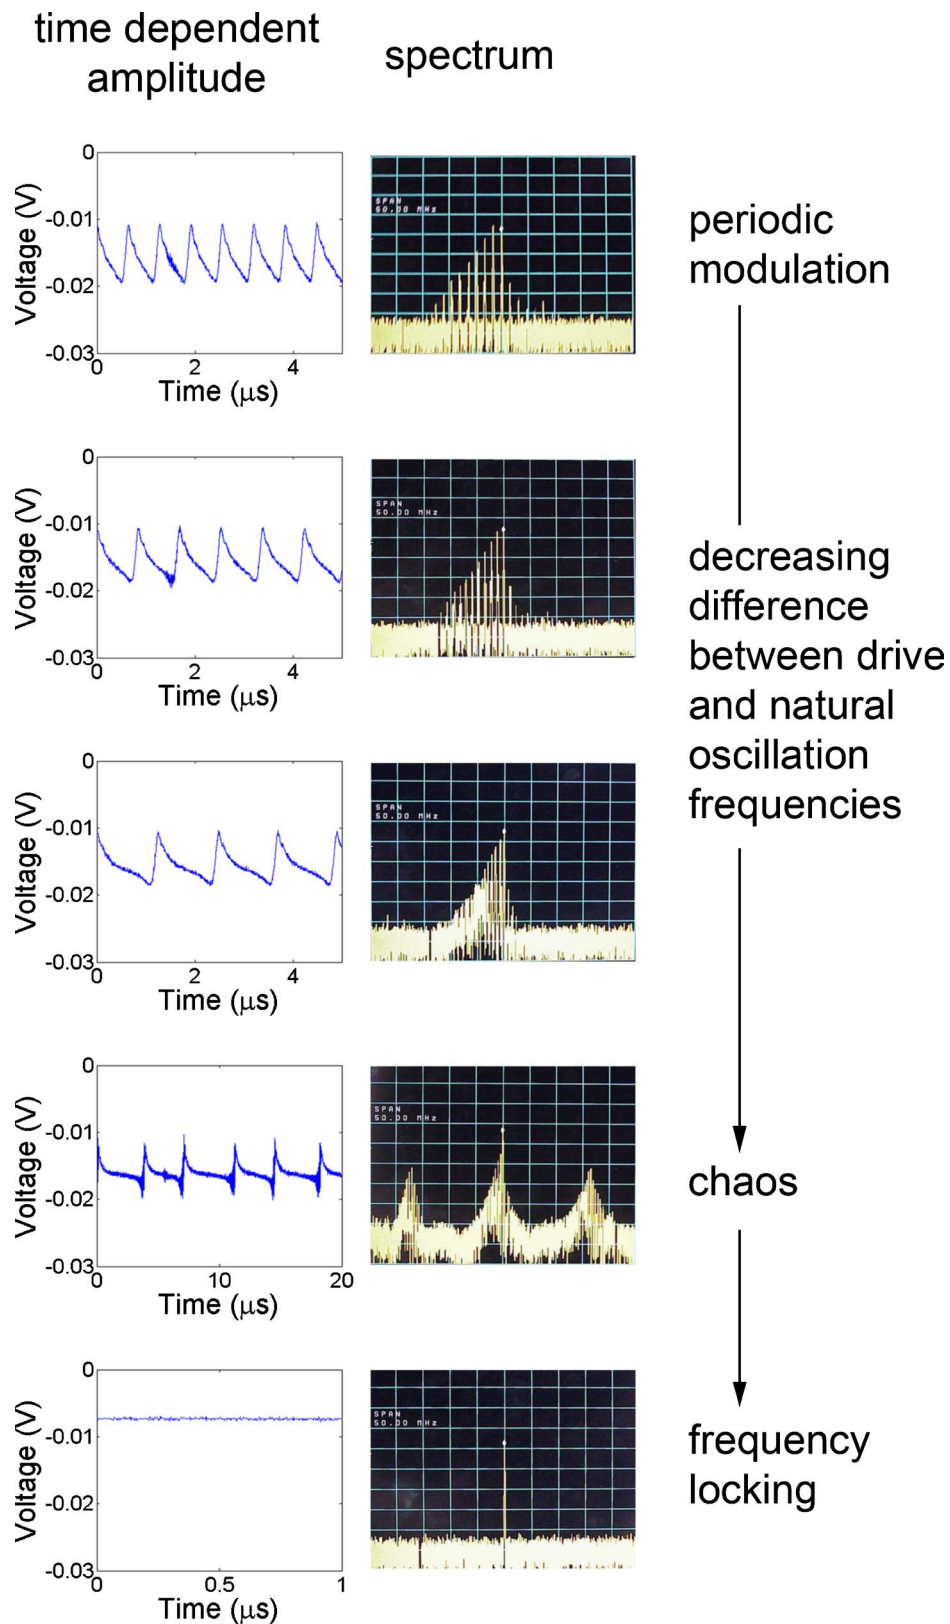 time dependent
amplitude
spectrum
0
-0.01
-0.02
-0.03
Voltage (V)
0
2
4
Time (μs)
SPAN
50.00 MHz
periodic
modulation
0
-0.01
-0.02
-0.03
Voltage (V)
0
2
4
Time (μs)
SPAN
50.00 MHz
decreasing
difference
between drive
and natural
oscillation
frequencies
0
-0.01
-0.02
-0.03
Voltage (V)
0
2
4
Time (μs)
SPAN
50.00 MHz
0
-0.01
-0.02
-0.03
Voltage (V)
0
10
20
Time (μs)
SPAN
50.00 MHz
chaos
0
-0.01
-0.02
-0.03
Voltage (V)
0
0.5
1
Time (μs)
SPAN
50.00 MHz
frequency
locking